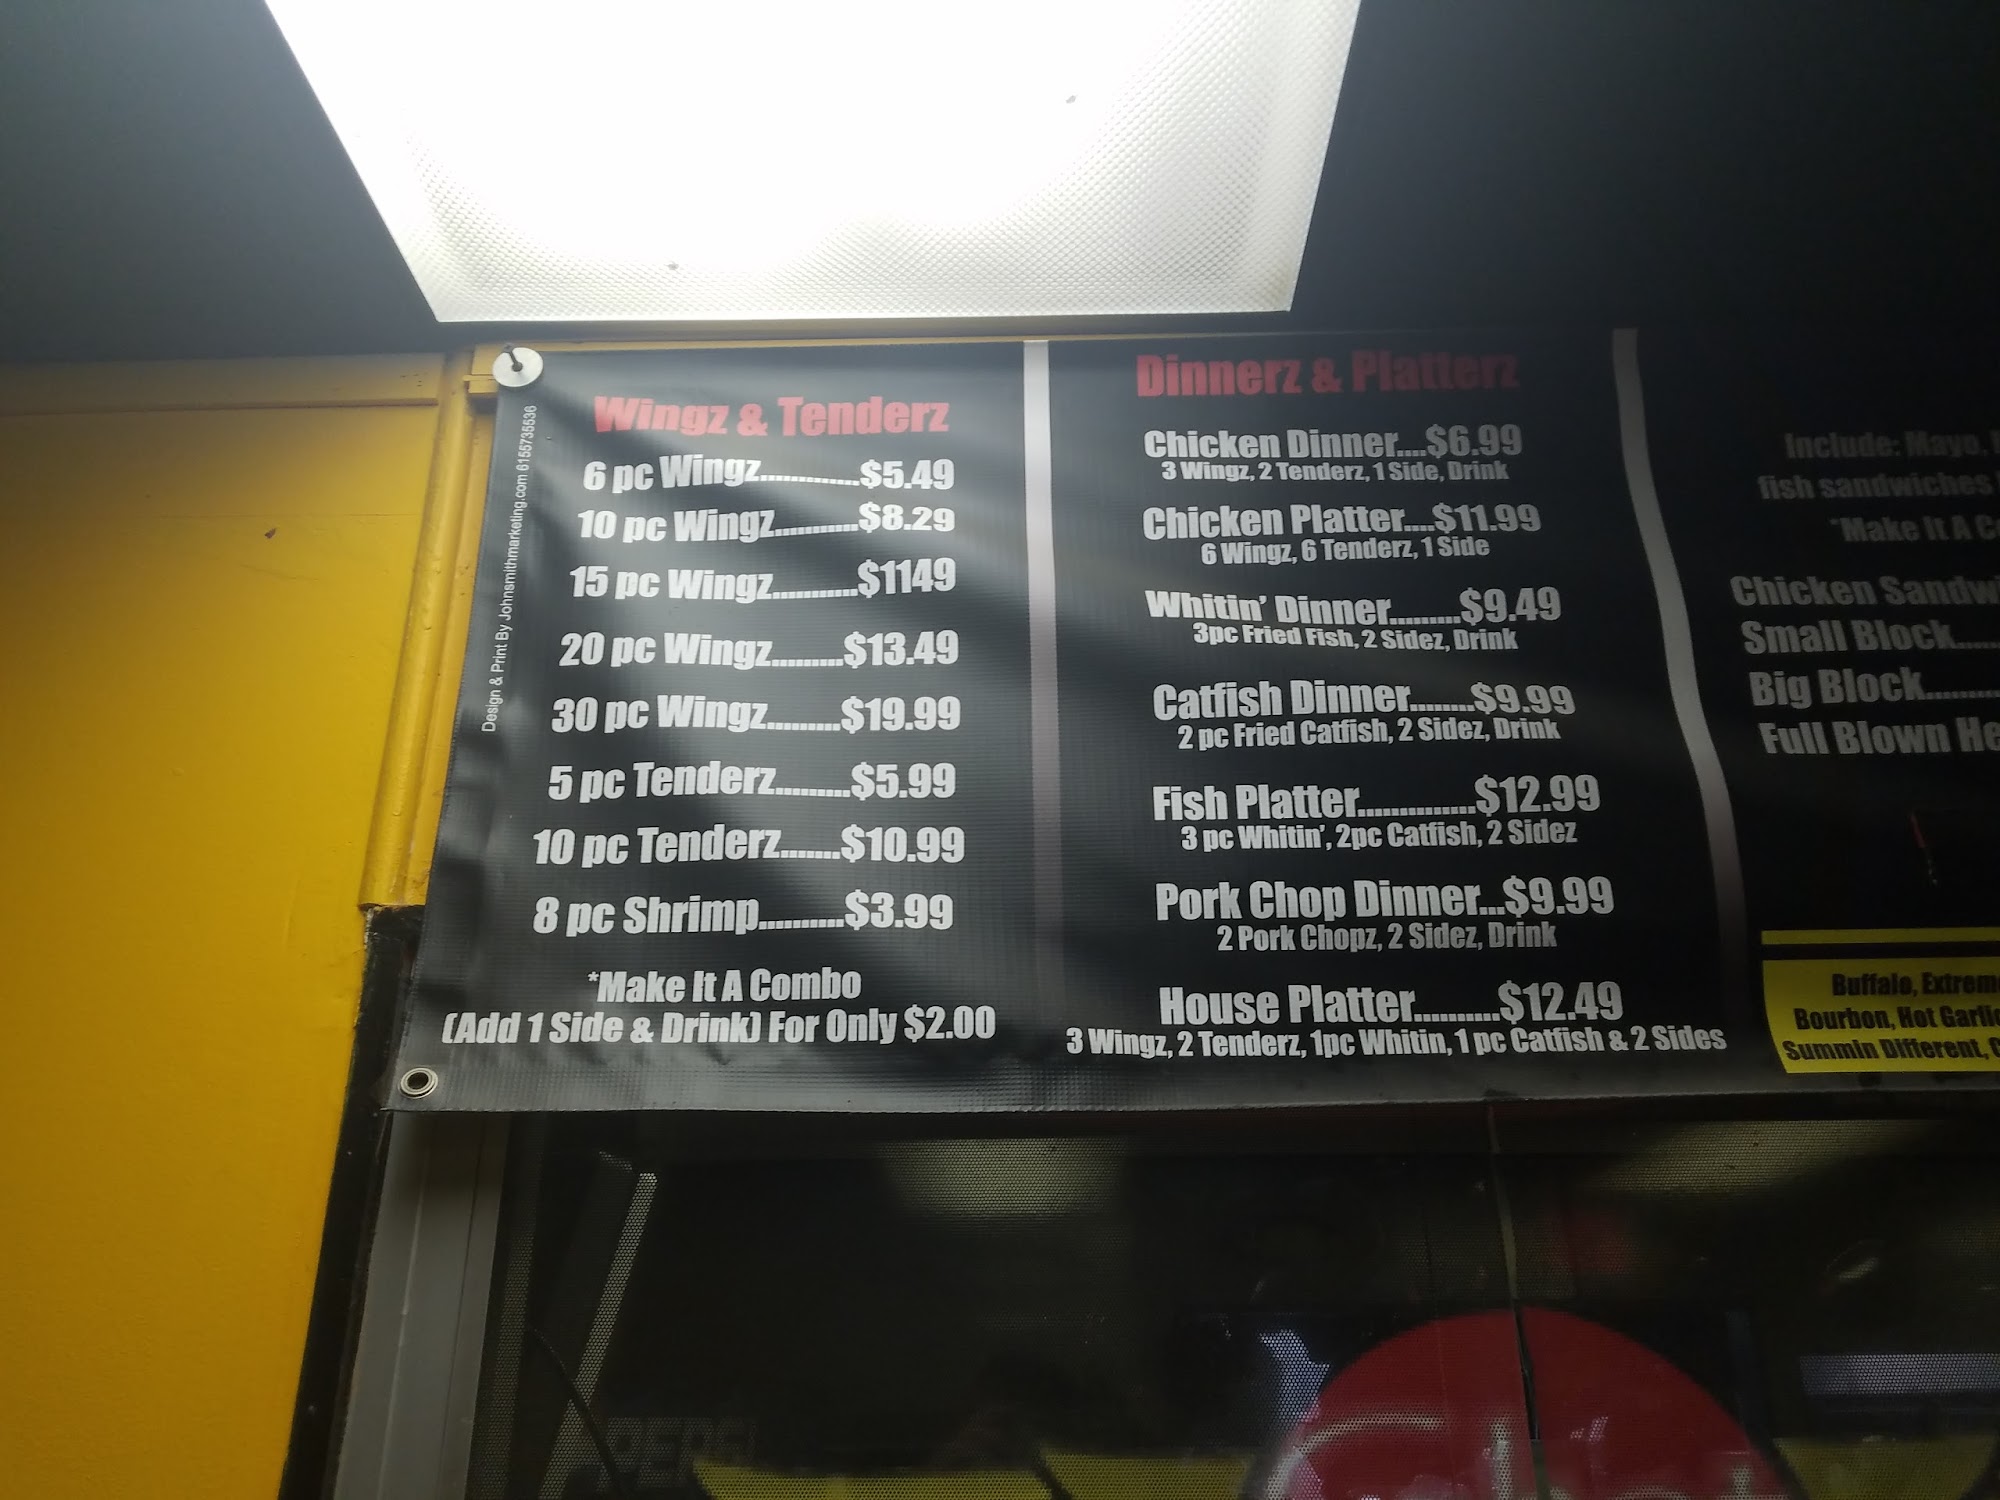 Design & Print By Johnsmithmarketing.com 6155735536
Wingz & Tenderz
6 pc Wingz.............$5.49
10 pc Wingz...........$8.29
15 pc Wingz...........$1149
20 pc Wingz.........$13.49
30 pc Wingz.........$19.99
5 pc Tenderz.........$5.99
10 pc Tenderz.......$10.99
8 pc Shrimp..........$3.99
*Make It A Combo
(Add 1 Side & Drink) For Only $2.00
Dinnerz & Platterz
Chicken Dinner....$6.99
3 Wingz, 2 Tenderz, 1 Side, Drink
Chicken Platter....$11.99
6 Wingz, 6 Tenderz, 1 Side
Whitin' Dinner.........$9.49
3pc Fried Fish, 2 Sidez, Drink
Catfish Dinner........$9.99
2 pc Fried Catfish, 2 Sidez, Drink
Fish Platter..............$12.99
3 pc Whitin', 2pc Catfish, 2 Sidez
Pork Chop Dinner...$9.99
2 Pork Chopz, 2 Sidez, Drink
House Platter..........$12.49
3 Wingz, 2 Tenderz, 1pc Whitin, 1 pc Catfish & 2 Sides
Include: Mayo,
fish sandwiches
*Make It A
Chicken
Small Block.....
Big Block..........
Full Blown
Buffalo,
Bourbon, Hot
Summin Different,